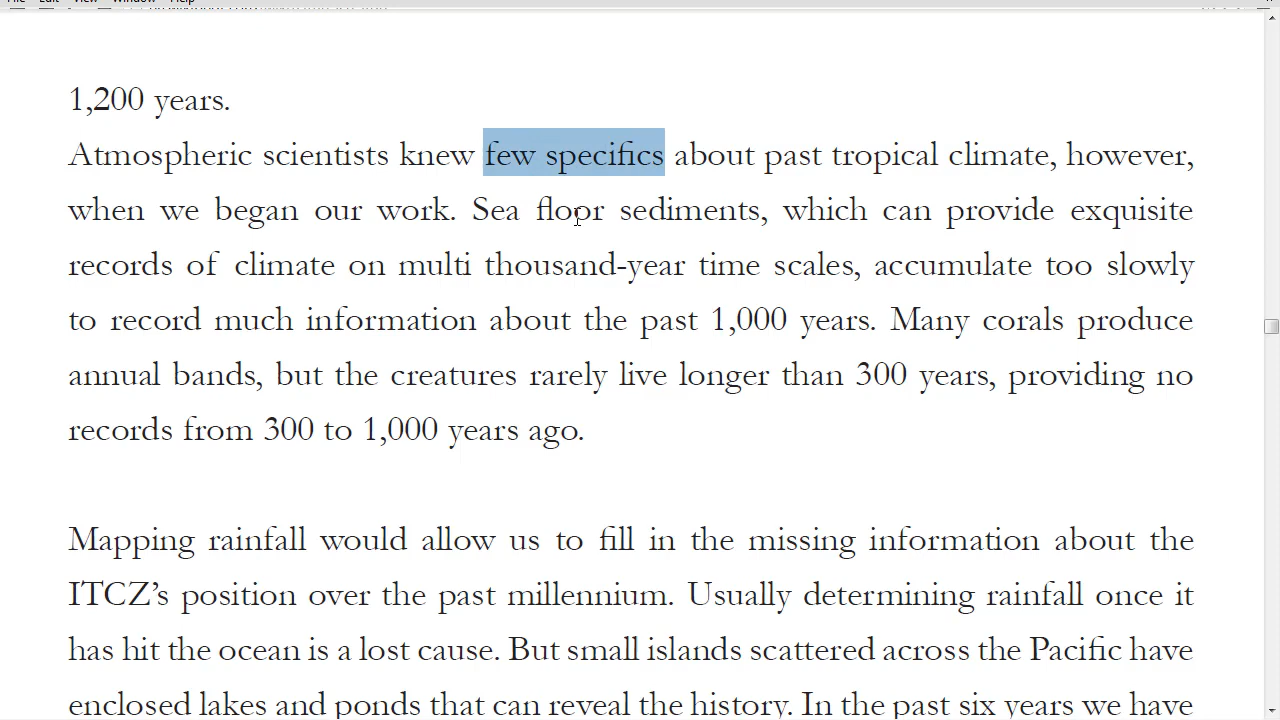 File Edit View Window Help
1,200 years.
Atmospheric scientists knew few specifics about past tropical climate, however,
when we began our work. Sea floor sediments, which can provide exquisite
records of climate on multi thousand-year time scales, accumulate too slowly
to record much information about the past 1,000 years. Many corals produce
annual bands, but the creatures rarely live longer than 300 years, providing no
records from 300 to 1,000 years ago.
Mapping rainfall would allow us to fill in the missing information about the
ITCZ’s position over the past millennium. Usually determining rainfall once it
has hit the ocean is a lost cause. But small islands scattered across the Pacific have
enclosed lakes and ponds that can reveal the history. In the past six years we have